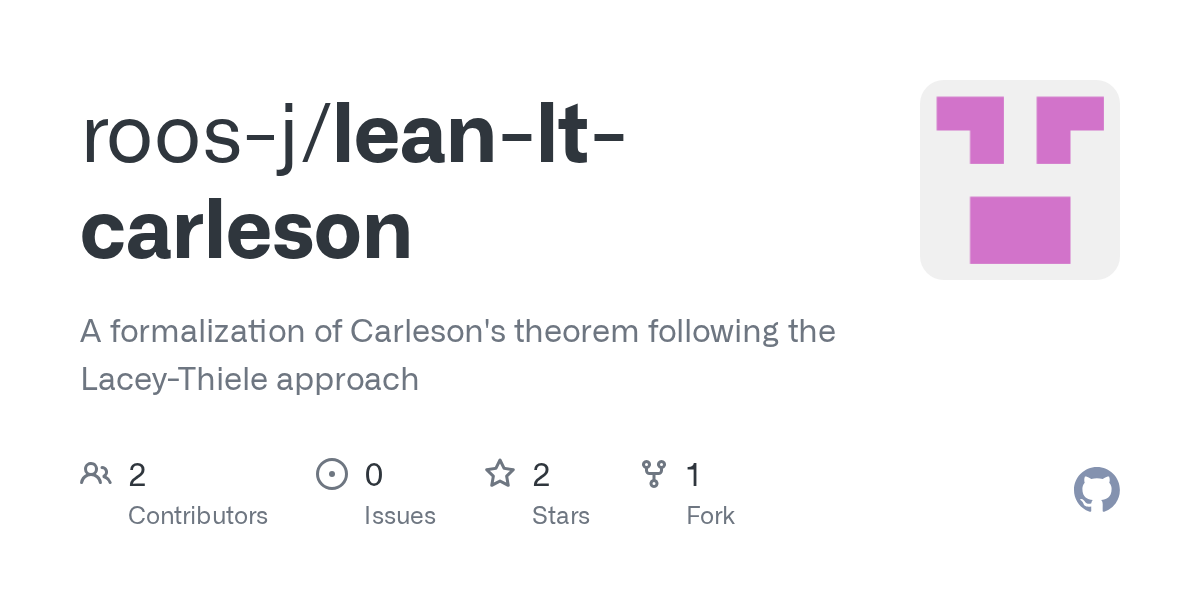 roos-j/lean-lt-
carleson
A formalization of Carleson's theorem following the
Lacey-Thiele approach
2
Contributors
0
Issues
2
Stars
1
Fork